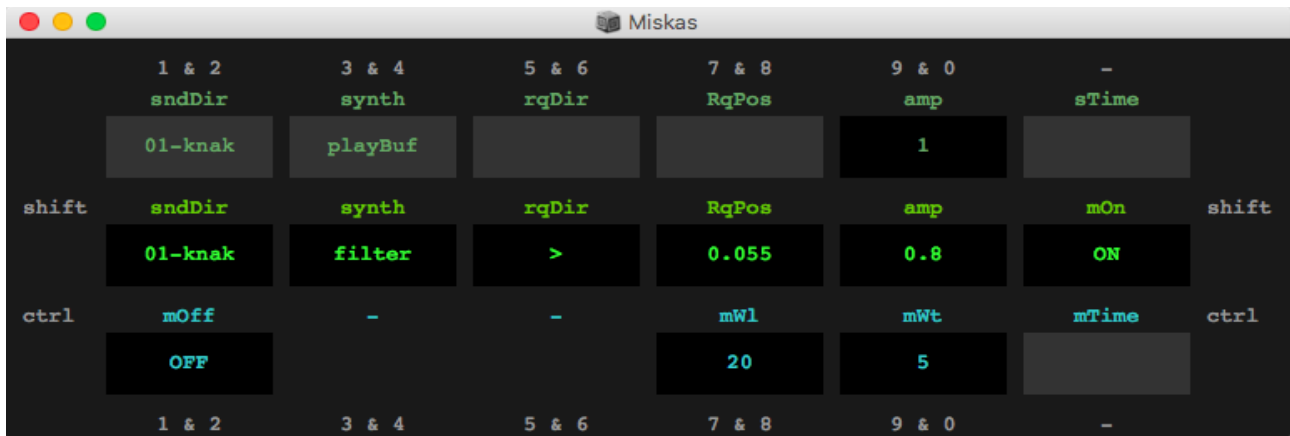 Miskas
1 & 2 3 & 4 5 & 6 7 & 8 9 & 0 -
sndDir synth rqDir RqPos amp sTime
01-knak playBuf 1
shift sndDir synth rqDir RqPos amp mOn shift
01-knak filter > 0.055 0.8 ON
ctrl mOff - - mWl mWt mTime ctrl
OFF 20 5
1 & 2 3 & 4 5 & 6 7 & 8 9 & 0 -